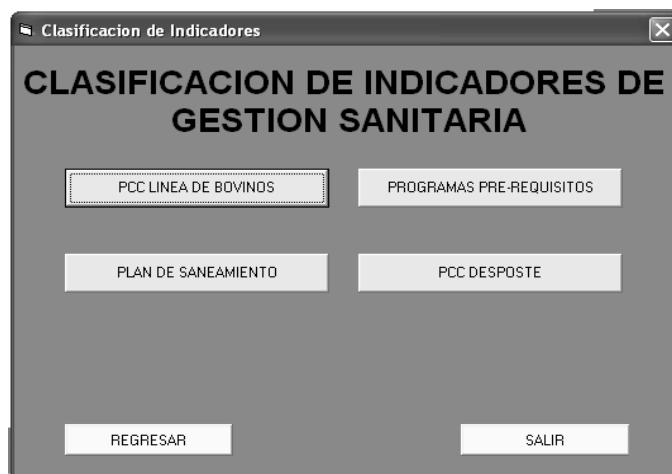 Clasificacion de Indicadores
CLASIFICACION DE INDICADORES DE
GESTION SANITARIA
PCC LINEA DE BOVINOS
PROGRAMAS PRE-REQUISITOS
PLAN DE SANEAMIENTO
PCC DESPOSTE
REGRESAR
SALIR